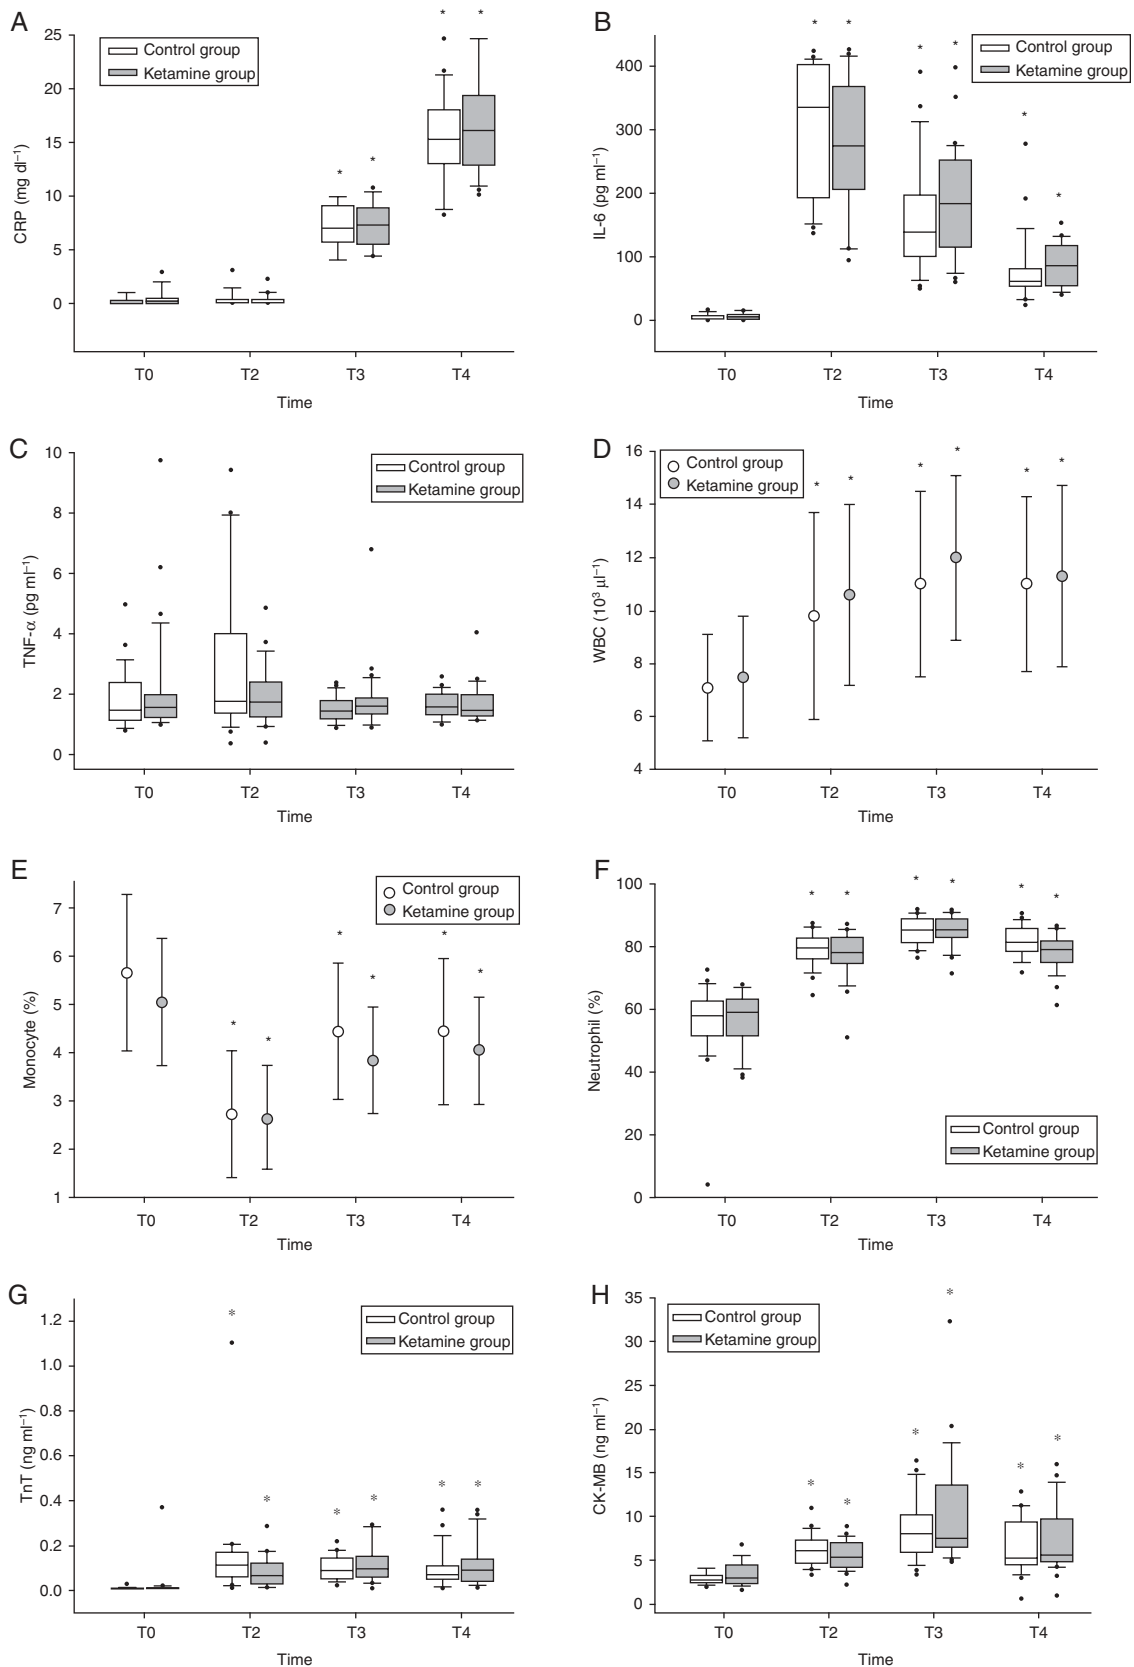 A
CRP (mg dl–1)
25
20
15
10
5
0
* *
* *
Control group
Ketamine group
T0 T2 T3 T4
Time
B
IL-6 (pg ml–1)
400
300
200
100
0
* *
* *
*
*
Control group
Ketamine group
T0 T2 T3 T4
Time
C
TNF-α (pg ml–1)
10
8
6
4
2
0
Control group
Ketamine group
T0 T2 T3 T4
Time
D
WBC (10³ μl–1)
16
14
12
10
8
6
4
* *
* *
* *
Control group
Ketamine group
T0 T2 T3 T4
Time
E
Monocyte (%)
7
6
5
4
3
2
1
* *
* *
* *
Control group
Ketamine group
T0 T2 T3 T4
Time
F
Neutrophil (%)
100
80
60
40
20
0
* *
* *
* *
Control group
Ketamine group
T0 T2 T3 T4
Time
G
TnT (ng ml–1)
1.2
1.0
0.8
0.6
0.4
0.2
0.0
*
*
* *
* *
Control group
Ketamine group
T0 T2 T3 T4
Time
H
CK-MB (ng ml–1)
35
30
25
20
15
10
5
0
* *
* *
* *
Control group
Ketamine group
T0 T2 T3 T4
Time